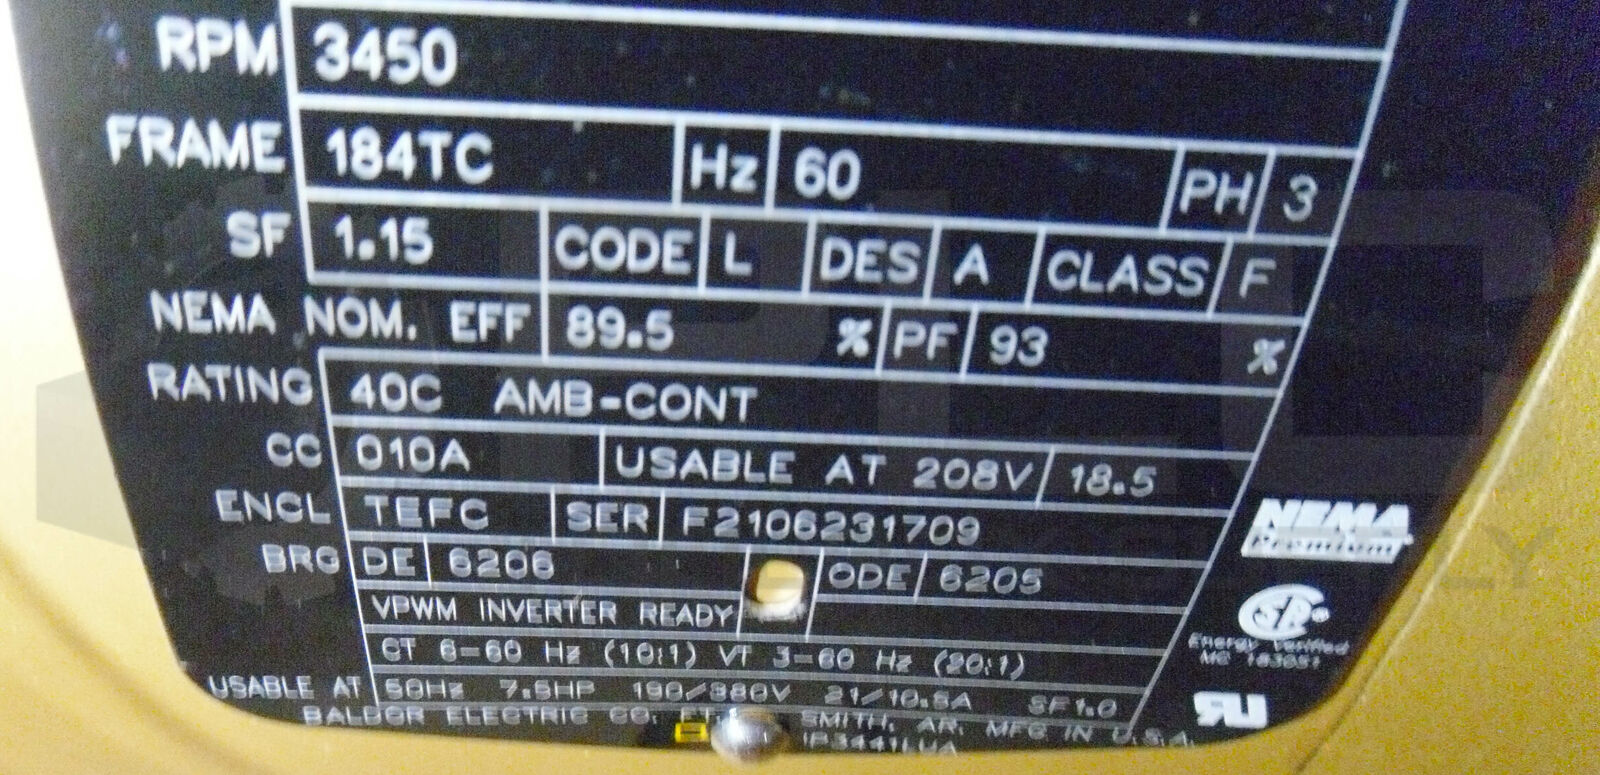 RPM 3450
FRAME 184TC Hz 60 PH 3
SF 1.15 CODE L DES A CLASS F
NEMA NOM. EFF 89.5 % PF 93 %
RATING 40C AMB-CONT
CC 010A USABLE AT 208V 18.5
ENCL TEFC SER F2106231709
NEMA
Premium
BRG DE 6206 ODE 6205
VPWM INVERTER READY
CT 6-60 Hz (10:1) VT 3-60 Hz (20:1)
Energy Verified
USABLE AT 50Hz 7.5HP 190/380V 21/10.5A SF1.0
BALDOR ELECTRIC CO. FT. SMITH, AR. MFG IN U.S.A.